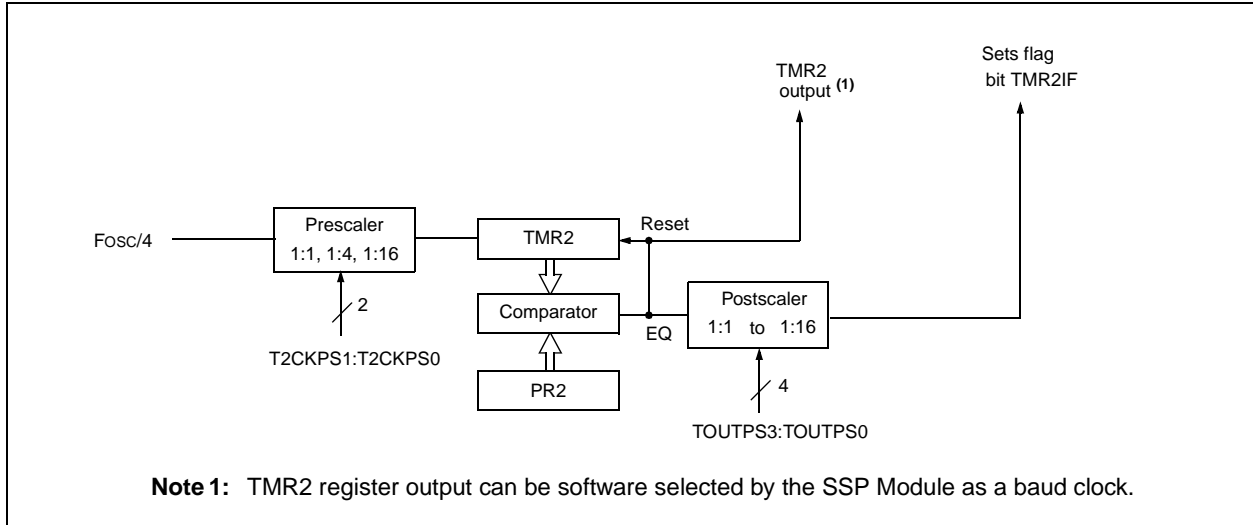 Sets flag
bit TMR2IF
TMR2
output (1)
Prescaler
1:1, 1:4, 1:16
FOSC/4
TMR2
Reset
2
Comparator
EQ
Postscaler
1:1 to 1:16
T2CKPS1:T2CKPS0
PR2
4
TOUTPS3:TOUTPS0
Note 1: TMR2 register output can be software selected by the SSP Module as a baud clock.